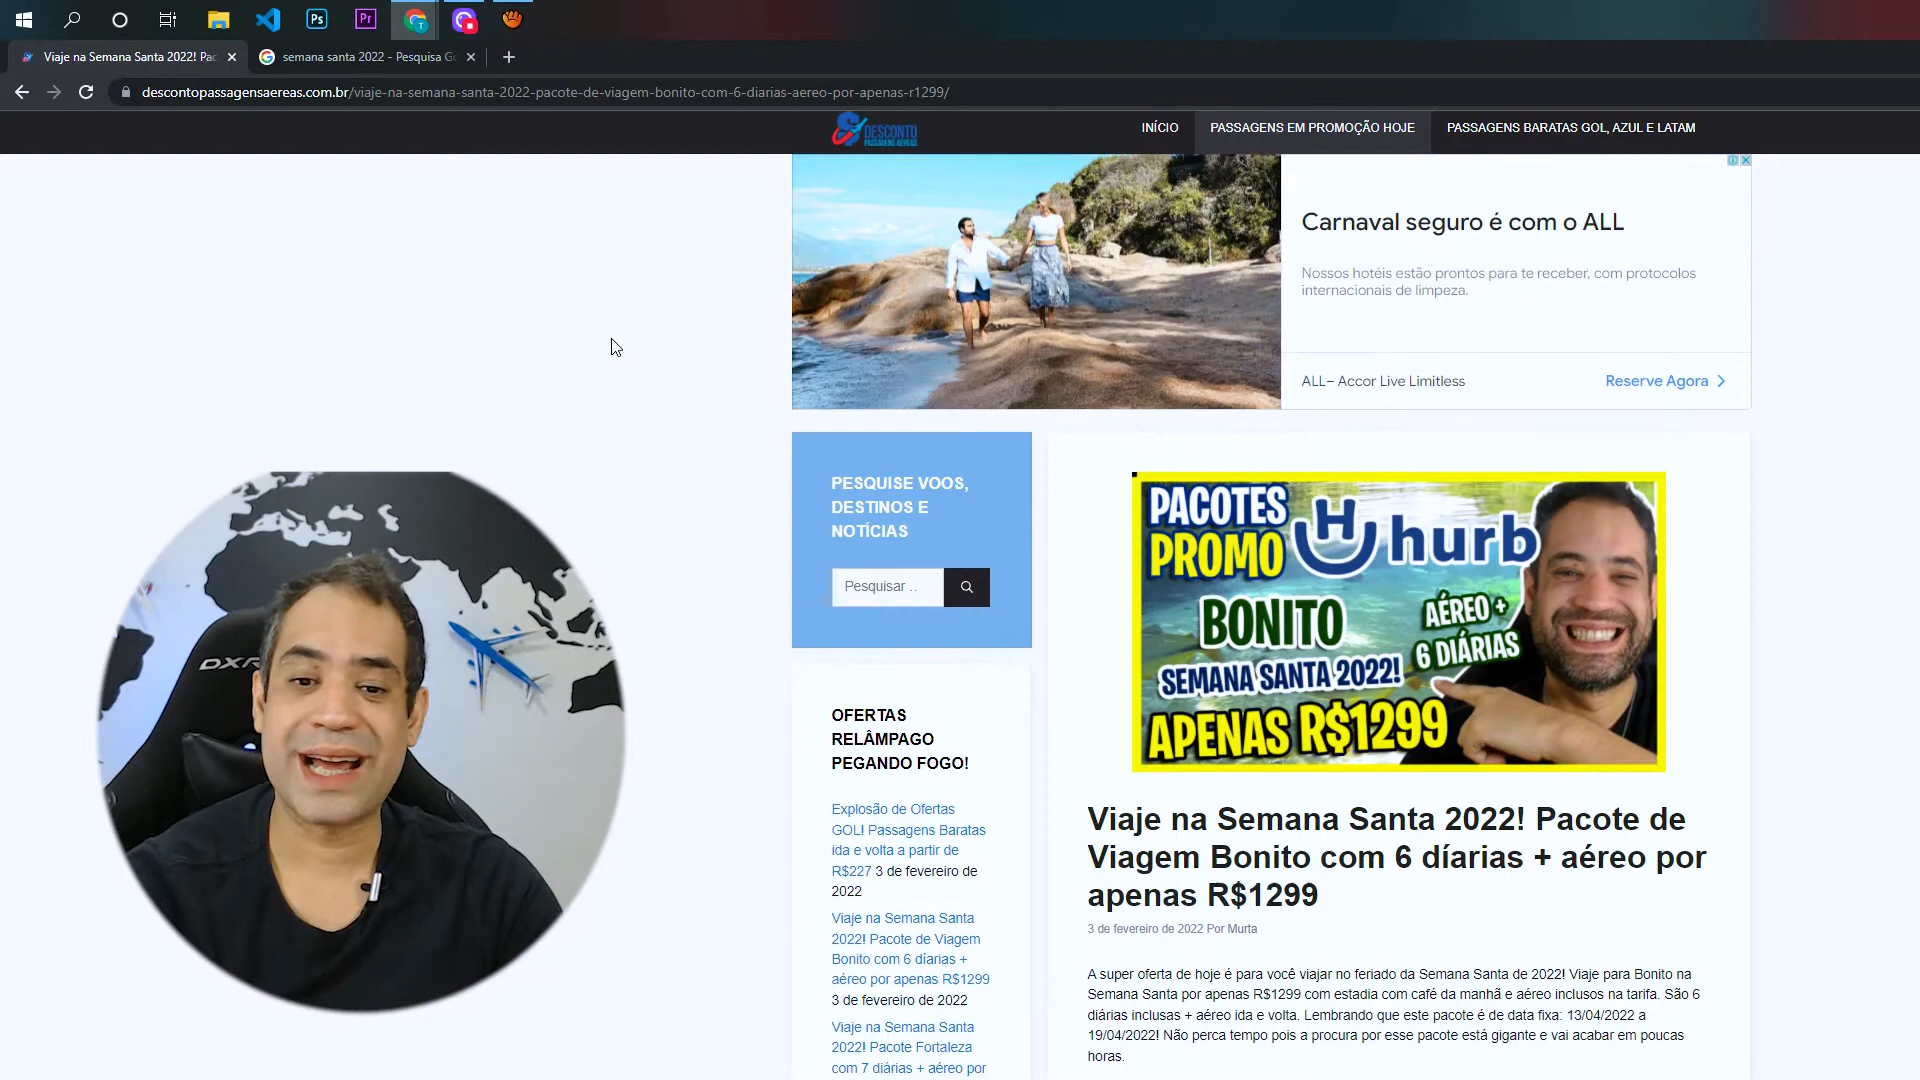 Ps
Pr
Viaje na Semana Santa 2022! Pac
semana santa 2022 - Pesquisa G
descontopassagensaereas.com.br/viaje-na-semana-santa-2022-pacote-de-viagem-bonito-com-6-diarias-aereo-por-apenas-r1299/
DESCONTO
PASSAGENS AÉREAS
INÍCIO
PASSAGENS EM PROMOÇÃO HOJE
PASSAGENS BARATAS GOL, AZUL E LATAM
Carnaval seguro é com o ALL
Nossos hotéis estão prontos para te receber, com protocolos
internacionais de limpeza.
ALL– Accor Live Limitless
Reserve Agora
PESQUISE VOOS,
DESTINOS E
NOTÍCIAS
Pesquisar ..
OFERTAS
RELÂMPAGO
PEGANDO FOGO!
Explosão de Ofertas
GOL! Passagens Baratas
ida e volta a partir de
R$227 3 de fevereiro de
2022
Viaje na Semana Santa
2022! Pacote de Viagem
Bonito com 6 díarias +
aéreo por apenas R$1299
3 de fevereiro de 2022
Viaje na Semana Santa
2022! Pacote Fortaleza
com 7 diárias + aéreo por
PACOTES
PROMO
hurb
BONITO
AÉREO +
6 DIÁRIAS
SEMANA SANTA 2022!
APENAS R$1299
Viaje na Semana Santa 2022! Pacote de
Viagem Bonito com 6 díarias + aéreo por
apenas R$1299
3 de fevereiro de 2022 Por Murta
A super oferta de hoje é para você viajar no feriado da Semana Santa de 2022! Viaje para Bonito na
Semana Santa por apenas R$1299 com estadia com café da manhã e aéreo inclusos na tarifa. São 6
diárias inclusas + aéreo ida e volta. Lembrando que este pacote é de data fixa: 13/04/2022 a
19/04/2022! Não perca tempo pois a procura por esse pacote está gigante e vai acabar em poucas
horas.
DXR